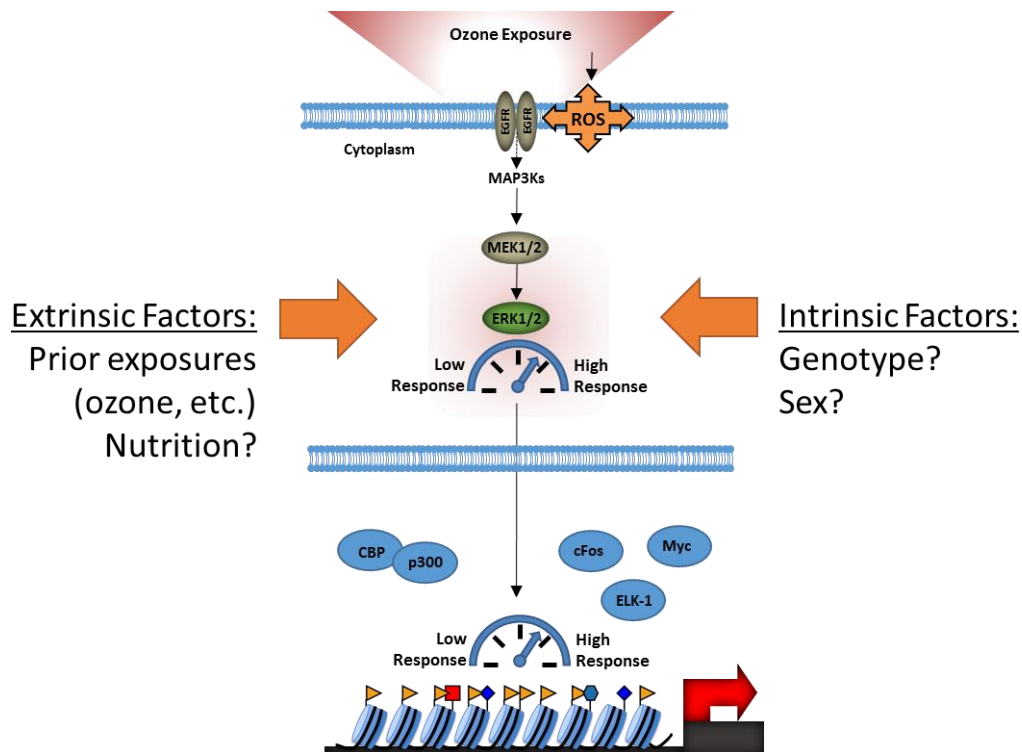 Ozone Exposure
EGFR
EGFR
ROS
Cytoplasm
MAP3Ks
MEK1/2
Extrinsic Factors:
Prior exposures
(ozone, etc.)
Nutrition?
ERK1/2
Low
Response
High
Response
Intrinsic Factors:
Genotype?
Sex?
CBP
p300
cFos
Myc
ELK-1
Low
Response
High
Response